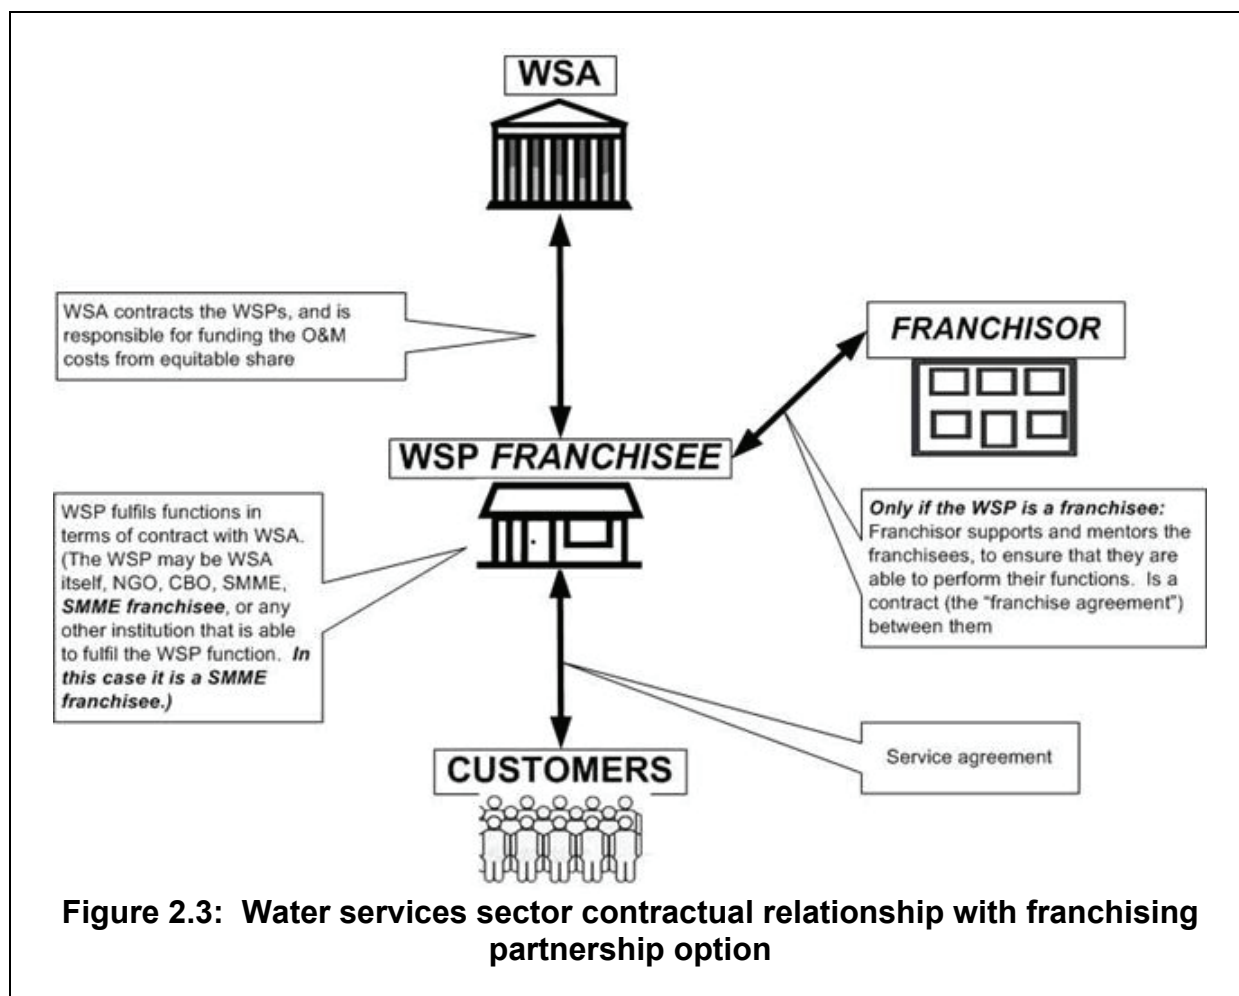 WSA
WSA contracts the WSPs, and is
responsible for funding the O&M
costs from equitable share
FRANCHISOR
WSP FRANCHISEE
WSP fulfils functions in
terms of contract with WSA.
(The WSP may be WSA
itself, NGO, CBO, SMME,
SMME franchisee, or any
other institution that is able
to fulfil the WSP function.  In
this case it is a SMME
franchisee.)
Only if the WSP is a franchisee:
Franchisor supports and mentors the
franchisees, to ensure that they are
able to perform their functions.  Is a
contract (the “franchise agreement”)
between them
Service agreement
CUSTOMERS
Figure 2.3:  Water services sector contractual relationship with franchising
partnership option